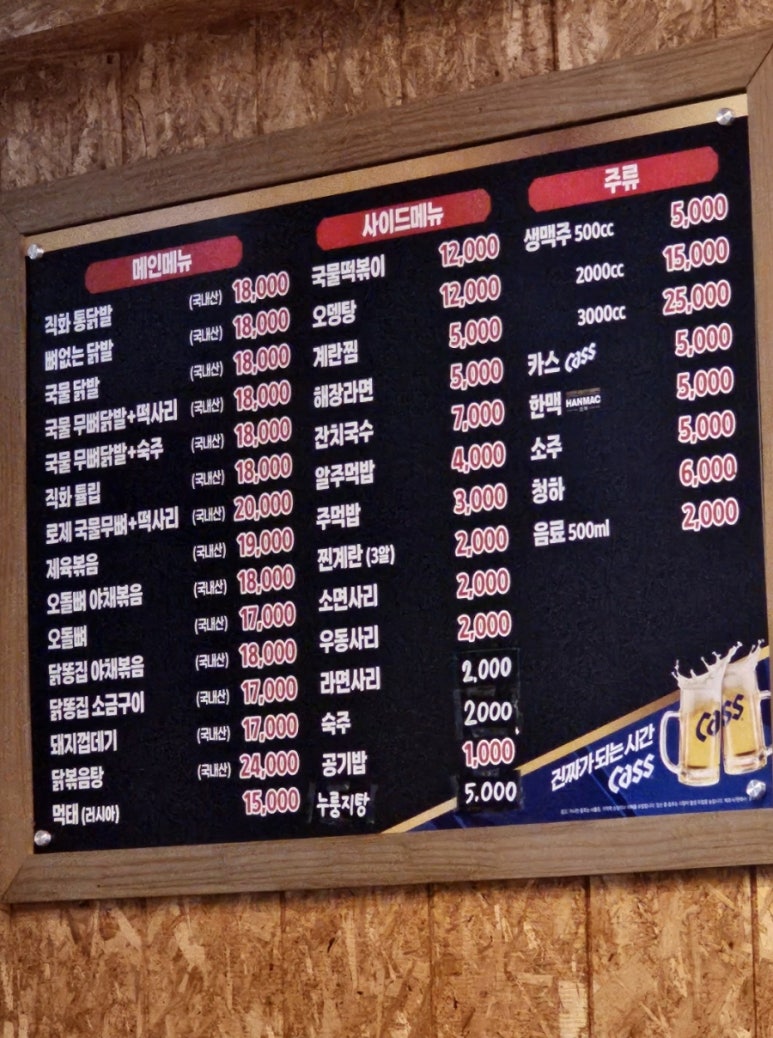 메인메뉴
직화 통닭발 (국내산) 18,000
뼈없는 닭발 (국내산) 18,000
국물 닭발 (국내산) 18,000
국물 무뼈닭발+떡사리 (국내산) 18,000
국물 무뼈닭발+숙주 (국내산) 18,000
직화 튤립 (국내산) 18,000
로제 국물무뼈+떡사리 (국내산) 20,000
제육볶음 (국내산) 19,000
오돌뼈 야채볶음 (국내산) 18,000
오돌뼈 (국내산) 17,000
닭똥집 야채볶음 (국내산) 18,000
닭똥집 소금구이 (국내산) 17,000
돼지껍데기 (국내산) 17,000
닭볶음탕 (국내산) 24,000
먹태 (러시아) 15,000
사이드메뉴
국물떡볶이 12,000
오뎅탕 12,000
계란찜 5,000
해장라면 5,000
잔치국수 7,000
알주먹밥 4,000
주먹밥 3,000
찐계란 (3알) 2,000
소면사리 2,000
우동사리 2,000
라면사리 2,000
숙주 2000
공기밥 1,000
누룽지탕 5.000
주류
생맥주 500cc 5,000
2000cc 15,000
3000cc 25,000
카스 Cass 5,000
한맥 HANMAC 5,000
소주 5,000
청하 6,000
음료 500ml 2,000
진짜가 되는 시간
Cass
Cass